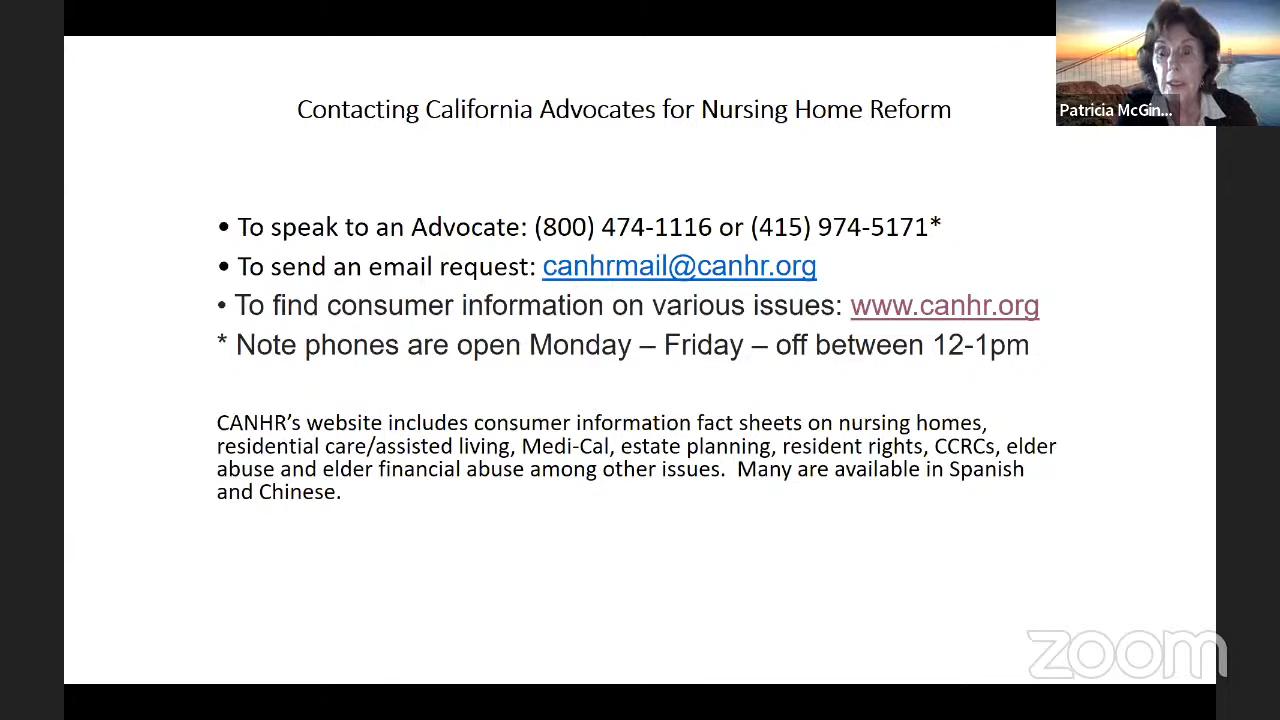 Contacting California Advocates for Nursing Home Reform
Patricia McGin...
• To speak to an Advocate: (800) 474-1116 or (415) 974-5171*
• To send an email request: canhrmail@canhr.org
• To find consumer information on various issues: www.canhr.org
* Note phones are open Monday – Friday – off between 12-1pm
CANHR's website includes consumer information fact sheets on nursing homes,
residential care/assisted living, Medi-Cal, estate planning, resident rights, CCRCs, elder
abuse and elder financial abuse among other issues.  Many are available in Spanish
and Chinese.
zoom